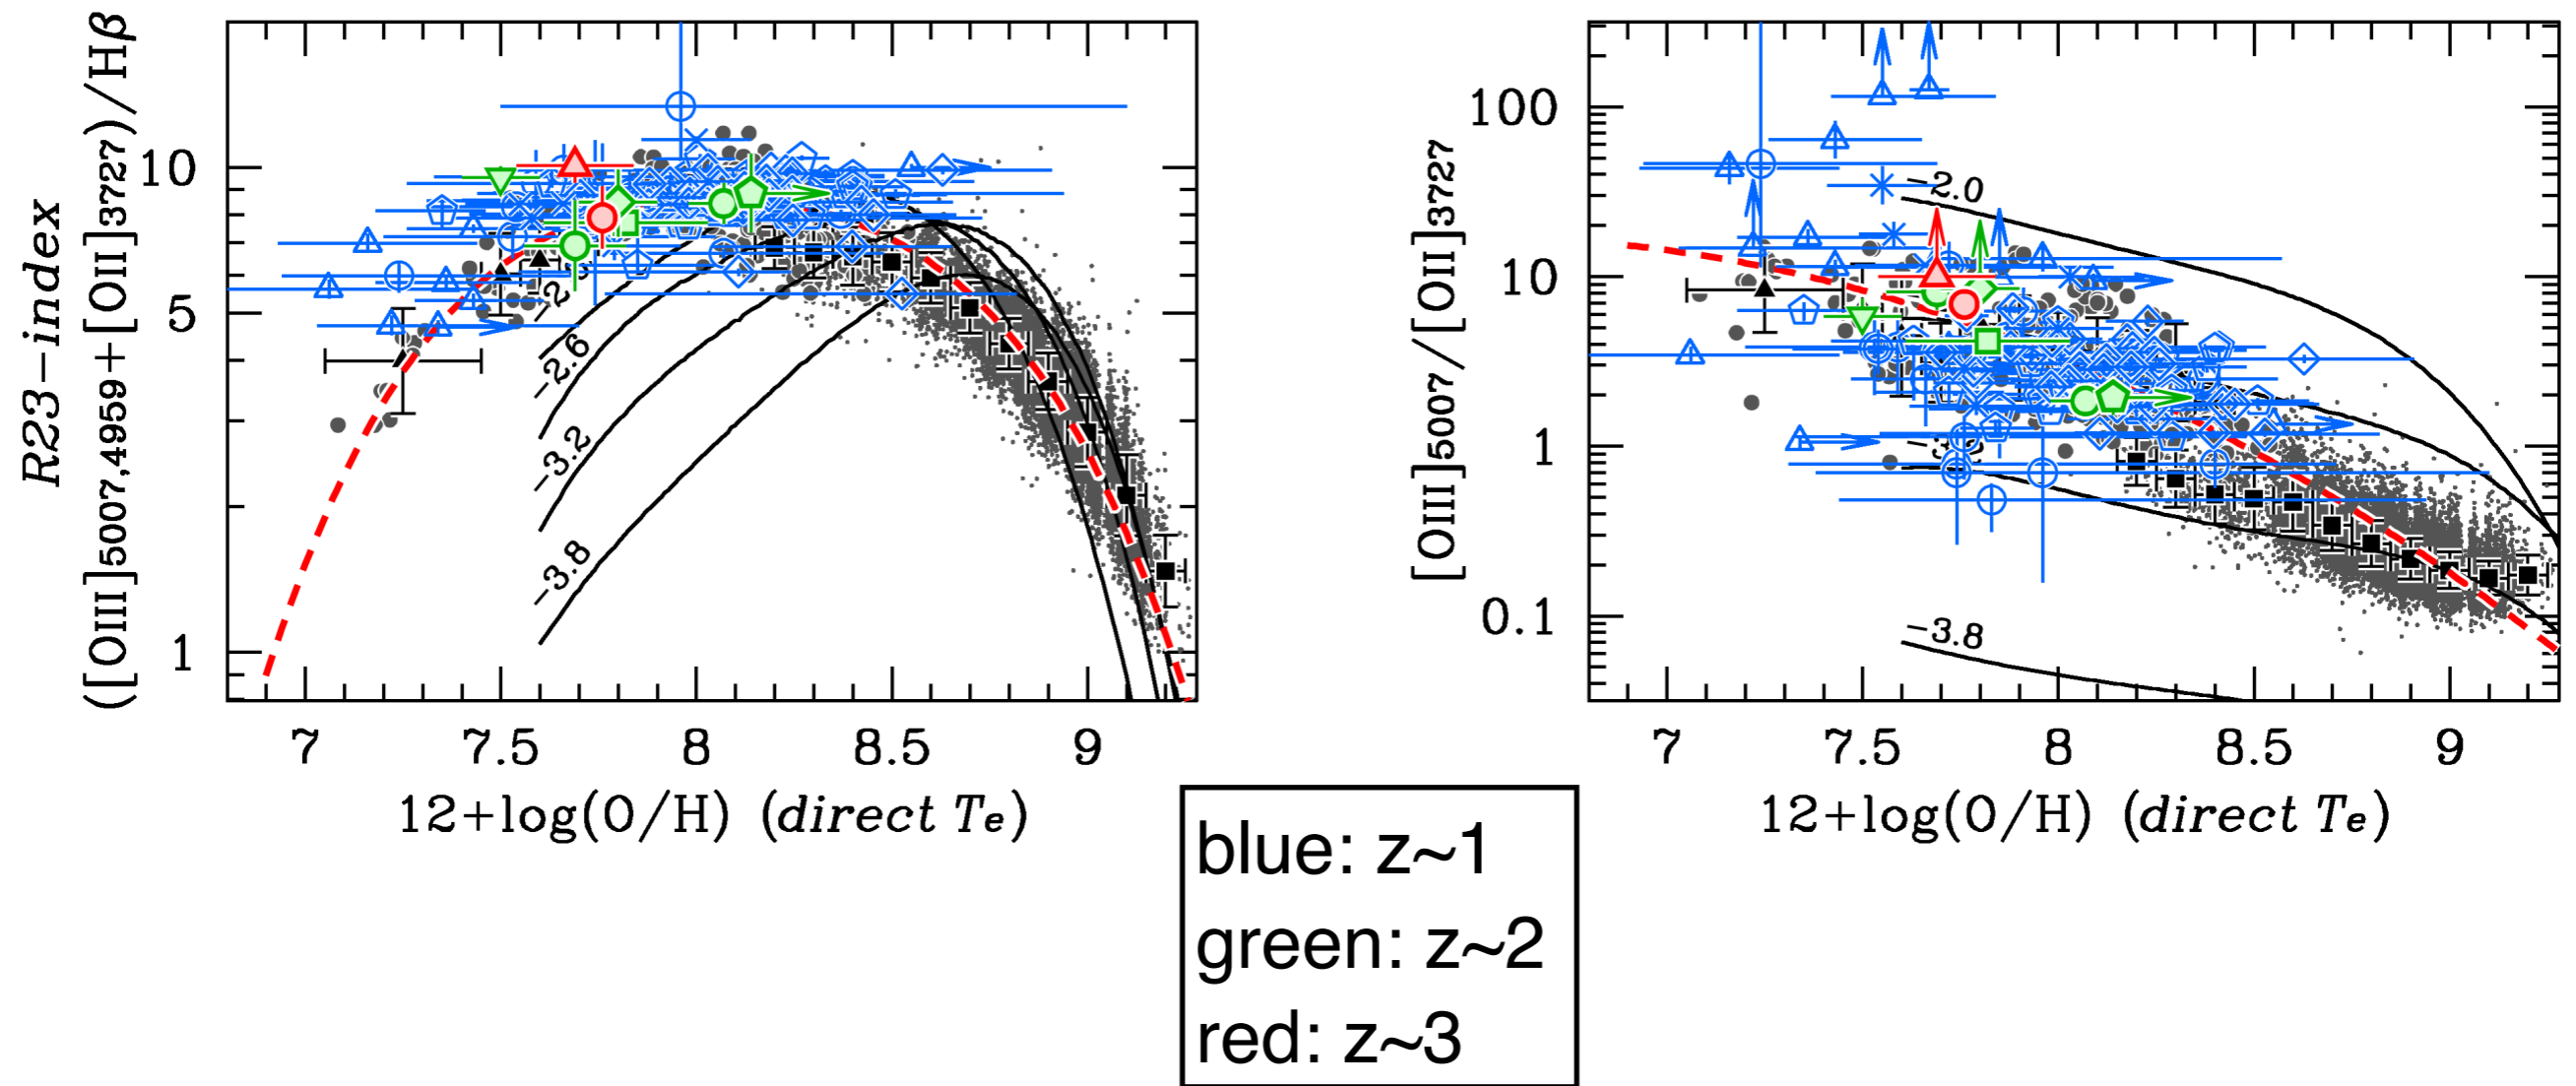 R23-index
([OIII]5007,4959+[OII]3727)/Hβ
10
5
1
-2.6
-3.2
-3.8
7
7.5
8
8.5
9
12+log(O/H) (direct Te)
[OIII]5007/[OII]3727
100
10
1
0.1
-2.0
-3.8
7
7.5
8
8.5
9
12+log(O/H) (direct Te)
blue: z~1
green: z~2
red: z~3